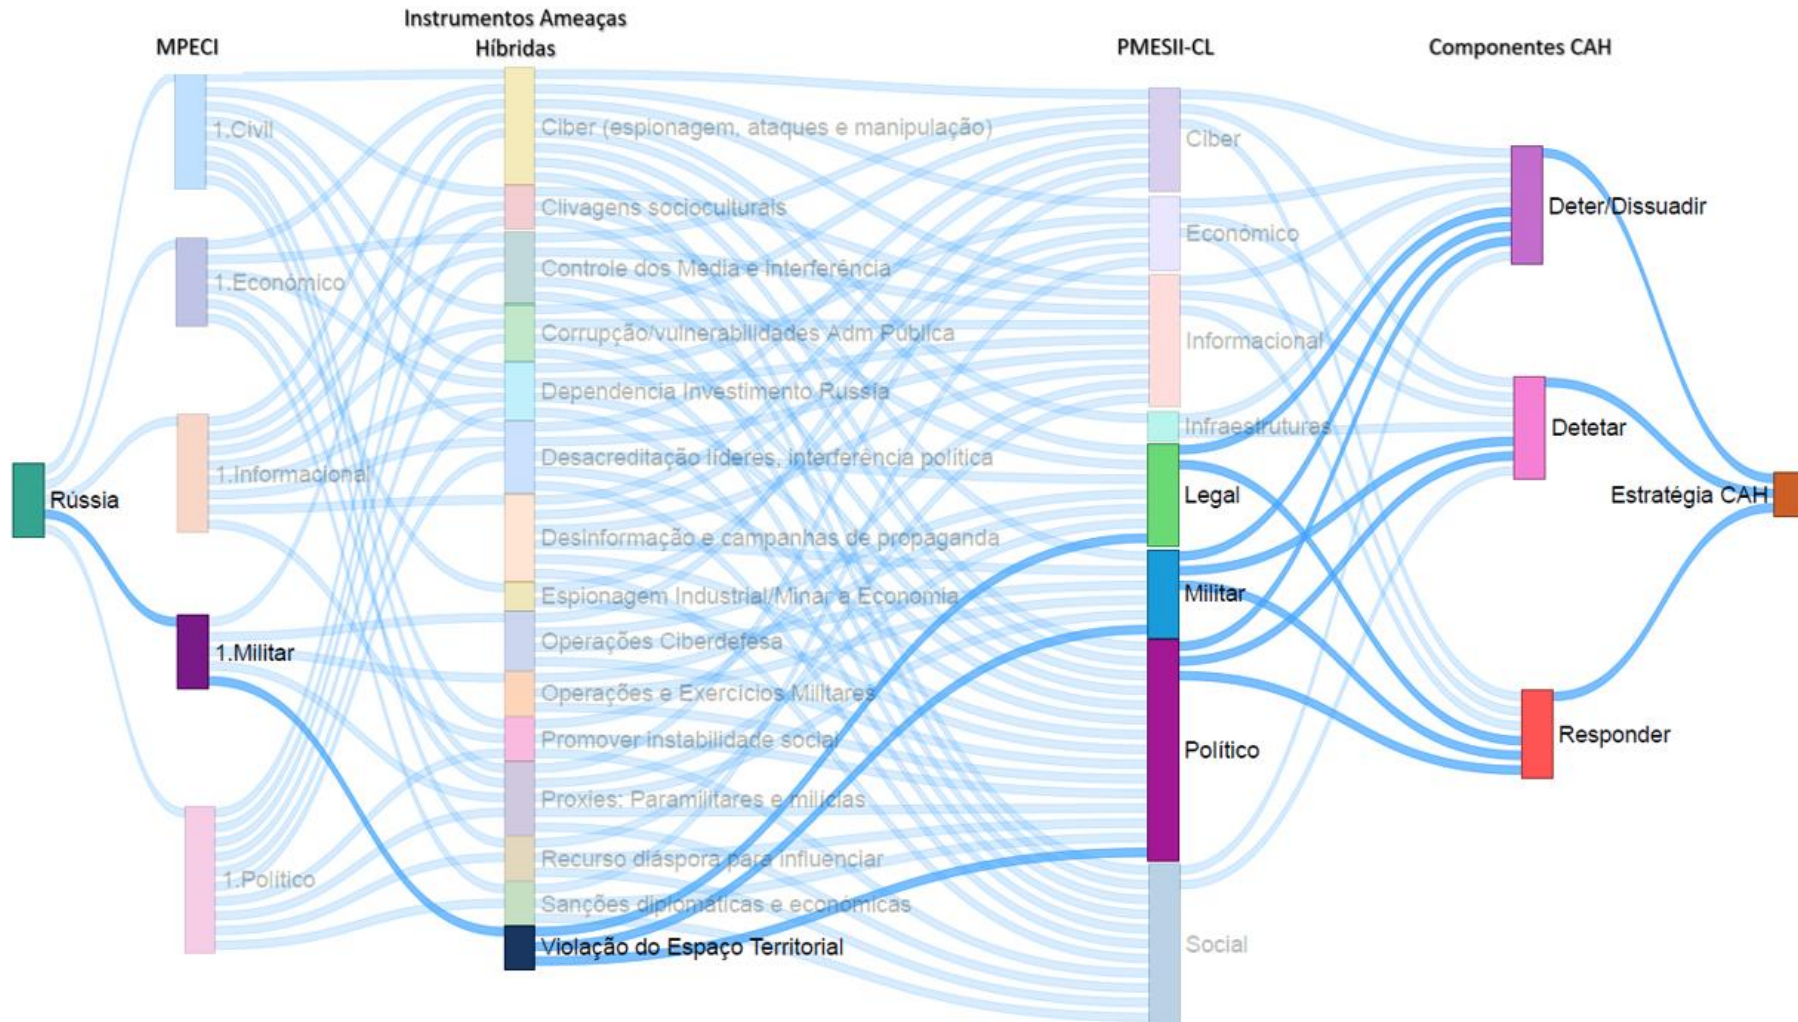 MPECI
Instrumentos Ameaças
Híbridas
PMESII-CL
Componentes CAH
Rússia
1.Civil
1.Económico
1.Informacional
1.Militar
1.Político
Ciber (espionagem, ataques e manipulação)
Clivagens socioculturais
Controle dos Media e interferência
Corrupção/vulnerabilidades Adm Pública
Dependencia Investimento Russia
Desacreditação líderes, interferência política
Desinformação e campanhas de propaganda
Espionagem Industrial/Minar a Economia
Operações Ciberdefesa
Operações e Exercícios Militares
Promover instabilidade social
Proxies: Paramilitares e milícias
Recurso diáspora para influenciar
Sanções diplomáticas e económicas
Violação do Espaço Territorial
Ciber
Económico
Informacional
Infraestruturas
Legal
Militar
Político
Social
Deter/Dissuadir
Detetar
Responder
Estratégia CAH